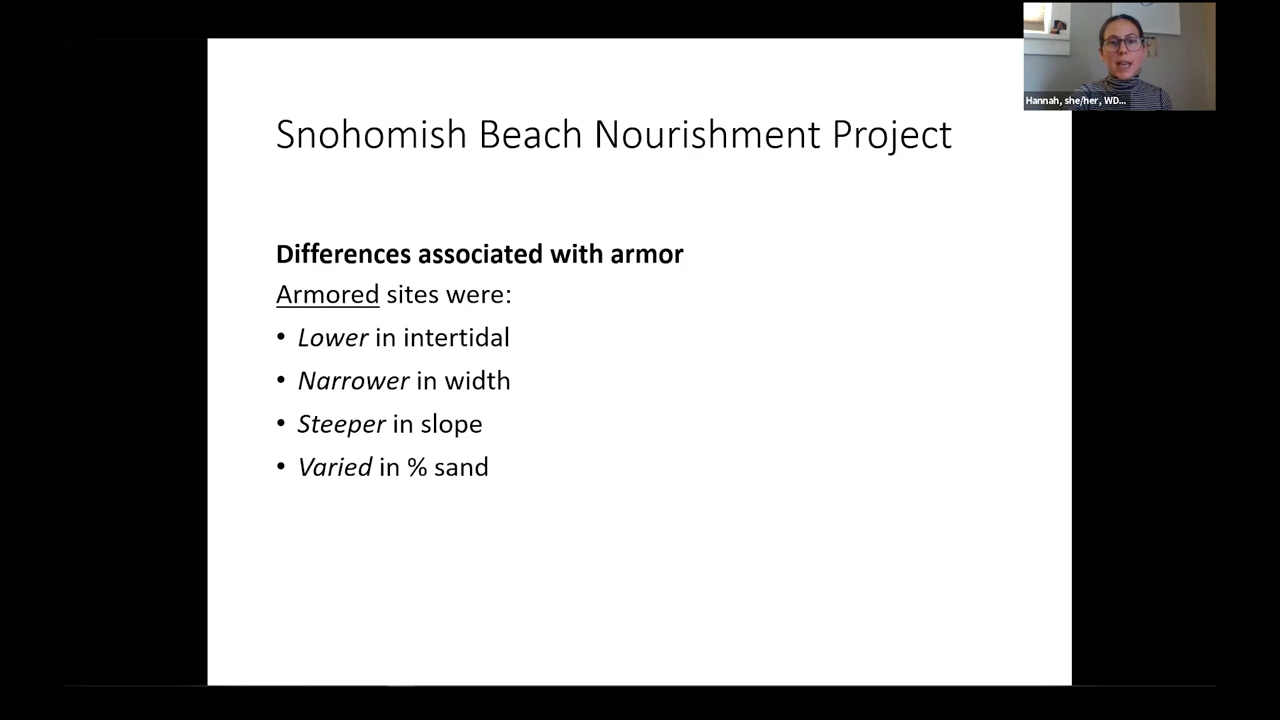 Hannah, she/her, WD...
Snohomish Beach Nourishment Project
Differences associated with armor
Armored sites were:
• Lower in intertidal
• Narrower in width
• Steeper in slope
• Varied in % sand